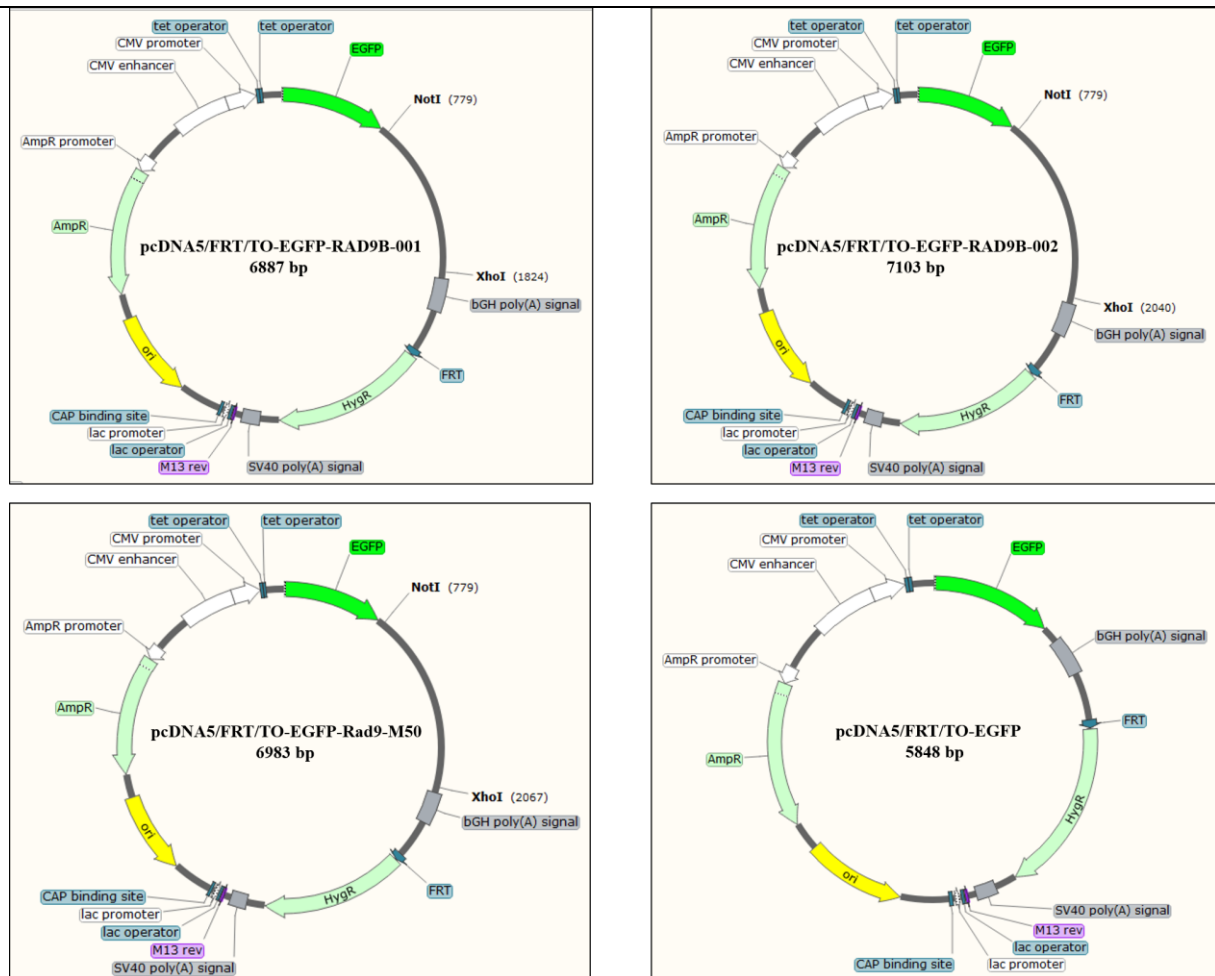 tet operator
tet operator
CMV promoter
EGFP
CMV enhancer
NotI (779)
AmpR promoter
AmpR
pcDNA5/FRT/TO-EGFP-RAD9B-001
6887 bp
XhoI (1824)
bGH poly(A) signal
ori
FRT
HygR
CAP binding site
lac promoter
lac operator
M13 rev
SV40 poly(A) signal
tet operator
tet operator
CMV promoter
EGFP
CMV enhancer
NotI (779)
AmpR promoter
AmpR
pcDNA5/FRT/TO-EGFP-RAD9B-002
7103 bp
XhoI (2040)
bGH poly(A) signal
ori
FRT
HygR
CAP binding site
lac promoter
lac operator
M13 rev
SV40 poly(A) signal
tet operator
tet operator
CMV promoter
EGFP
CMV enhancer
NotI (779)
AmpR promoter
AmpR
pcDNA5/FRT/TO-EGFP-Rad9-M50
6983 bp
XhoI (2067)
bGH poly(A) signal
ori
FRT
HygR
CAP binding site
lac promoter
lac operator
M13 rev
SV40 poly(A) signal
tet operator
tet operator
CMV promoter
EGFP
CMV enhancer
bGH poly(A) signal
AmpR promoter
FRT
pcDNA5/FRT/TO-EGFP
5848 bp
AmpR
HygR
ori
SV40 poly(A) signal
M13 rev
lac operator
CAP binding site
lac promoter